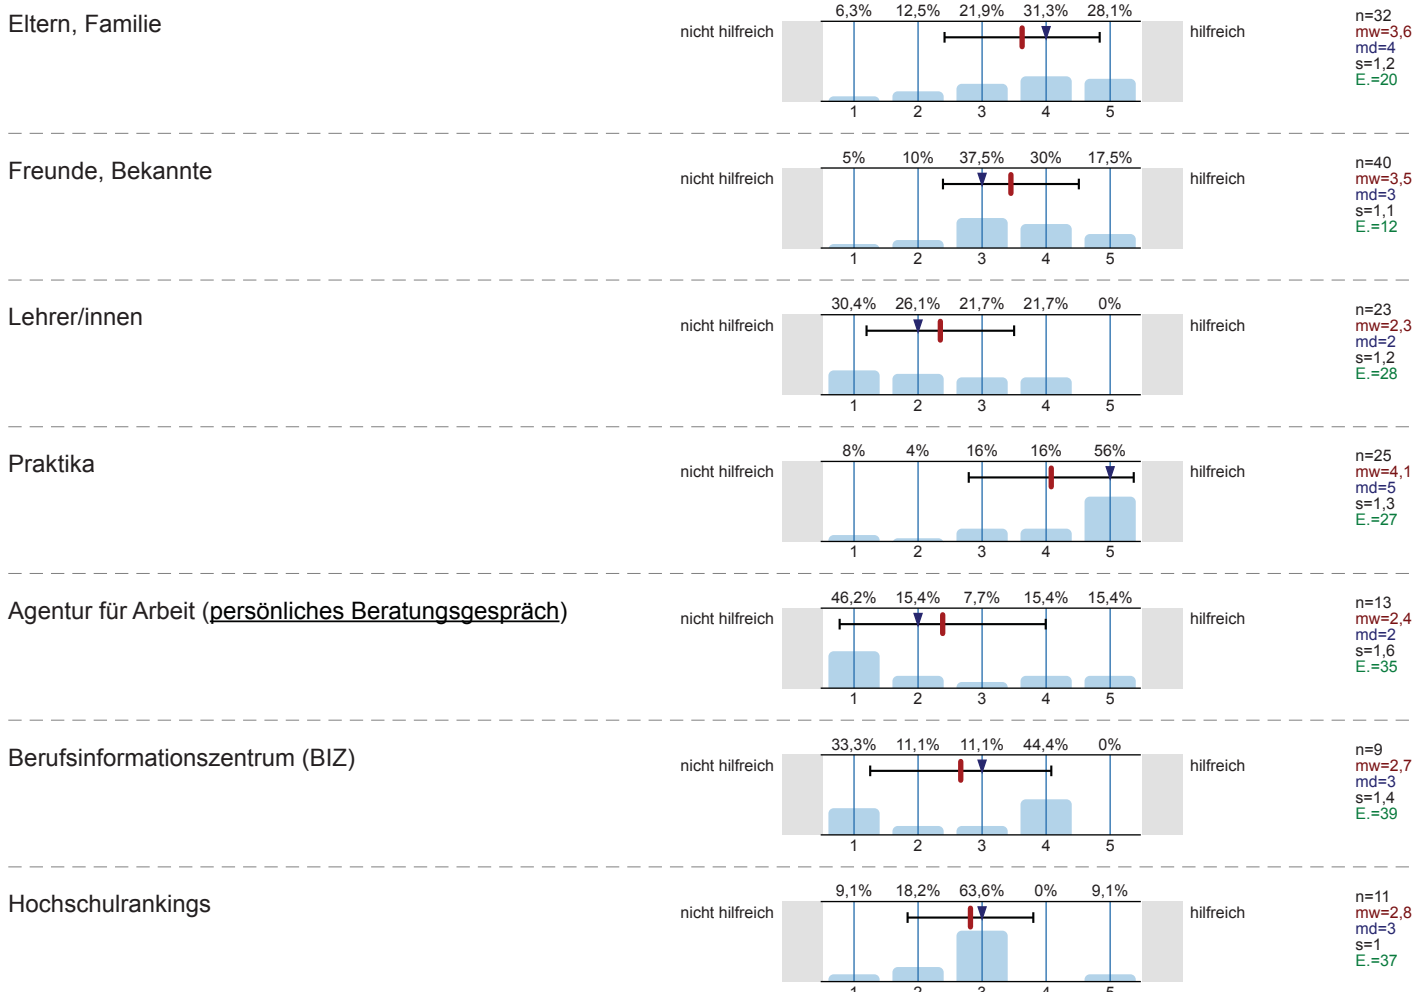 Eltern, Familie
nicht hilfreich
6,3% 12,5% 21,9% 31,3% 28,1%
1 2 3 4 5
hilfreich
n=32
mw=3,6
md=4
s=1,2
E.=20
Freunde, Bekannte
nicht hilfreich
5% 10% 37,5% 30% 17,5%
1 2 3 4 5
hilfreich
n=40
mw=3,5
md=3
s=1,1
E.=12
Lehrer/innen
nicht hilfreich
30,4% 26,1% 21,7% 21,7% 0%
1 2 3 4 5
hilfreich
n=23
mw=2,3
md=2
s=1,2
E.=28
Praktika
nicht hilfreich
8% 4% 16% 16% 56%
1 2 3 4 5
hilfreich
n=25
mw=4,1
md=5
s=1,3
E.=27
Agentur für Arbeit (persönliches Beratungsgespräch)
nicht hilfreich
46,2% 15,4% 7,7% 15,4% 15,4%
1 2 3 4 5
hilfreich
n=13
mw=2,4
md=2
s=1,6
E.=35
Berufsinformationszentrum (BIZ)
nicht hilfreich
33,3% 11,1% 11,1% 44,4% 0%
1 2 3 4 5
hilfreich
n=9
mw=2,7
md=3
s=1,4
E.=39
Hochschulrankings
nicht hilfreich
9,1% 18,2% 63,6% 0% 9,1%
1 2 3 4 5
hilfreich
n=11
mw=2,8
md=3
s=1
E.=37